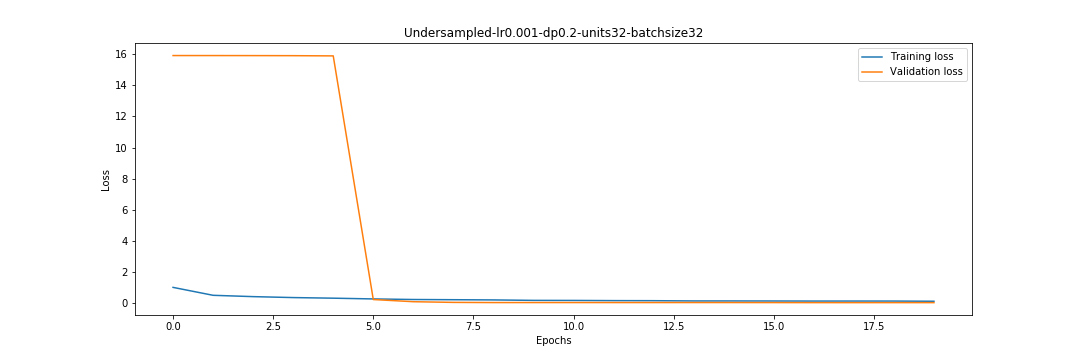 Undersampled-lr0.001-dp0.2-units32-batchsize32
Training loss
Validation loss
16
14
12
10
8
6
4
2
0
Loss
0.0 2.5 5.0 7.5 10.0 12.5 15.0 17.5
Epochs